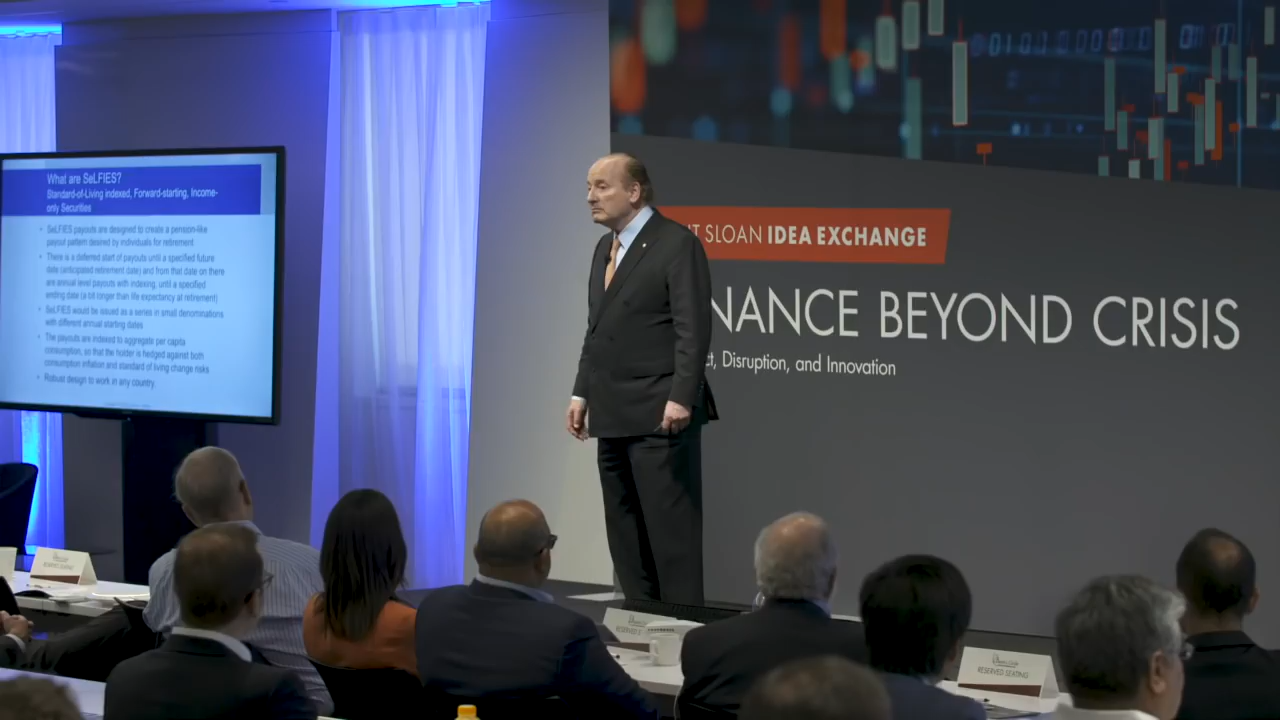 What are SeLFIES?
Standard-of-Living indexed, Forward-starting, Income-
only Securities
• SeLFIES payouts are designed to create a pension-like
payout pattern desired by individuals for retirement
• There is a deferred start of payouts until a specified future
date (anticipated retirement date) and from that date on there
are annual level payouts with indexing, until a specified
ending date (a bit longer than life expectancy at retirement)
• SeLFIES would be issued as a series in small denominations
with different annual starting dates
• The payouts are indexed to aggregate per capita
consumption, so that the holder is hedged against both
consumption inflation and standard of living change risks
• Robust design to work in any country.
IT SLOAN IDEA EXCHANGE
NANCE BEYOND CRISIS
ct, Disruption, and Innovation
RESERVED SEATING
RESERVED S
RESERVED SEATING